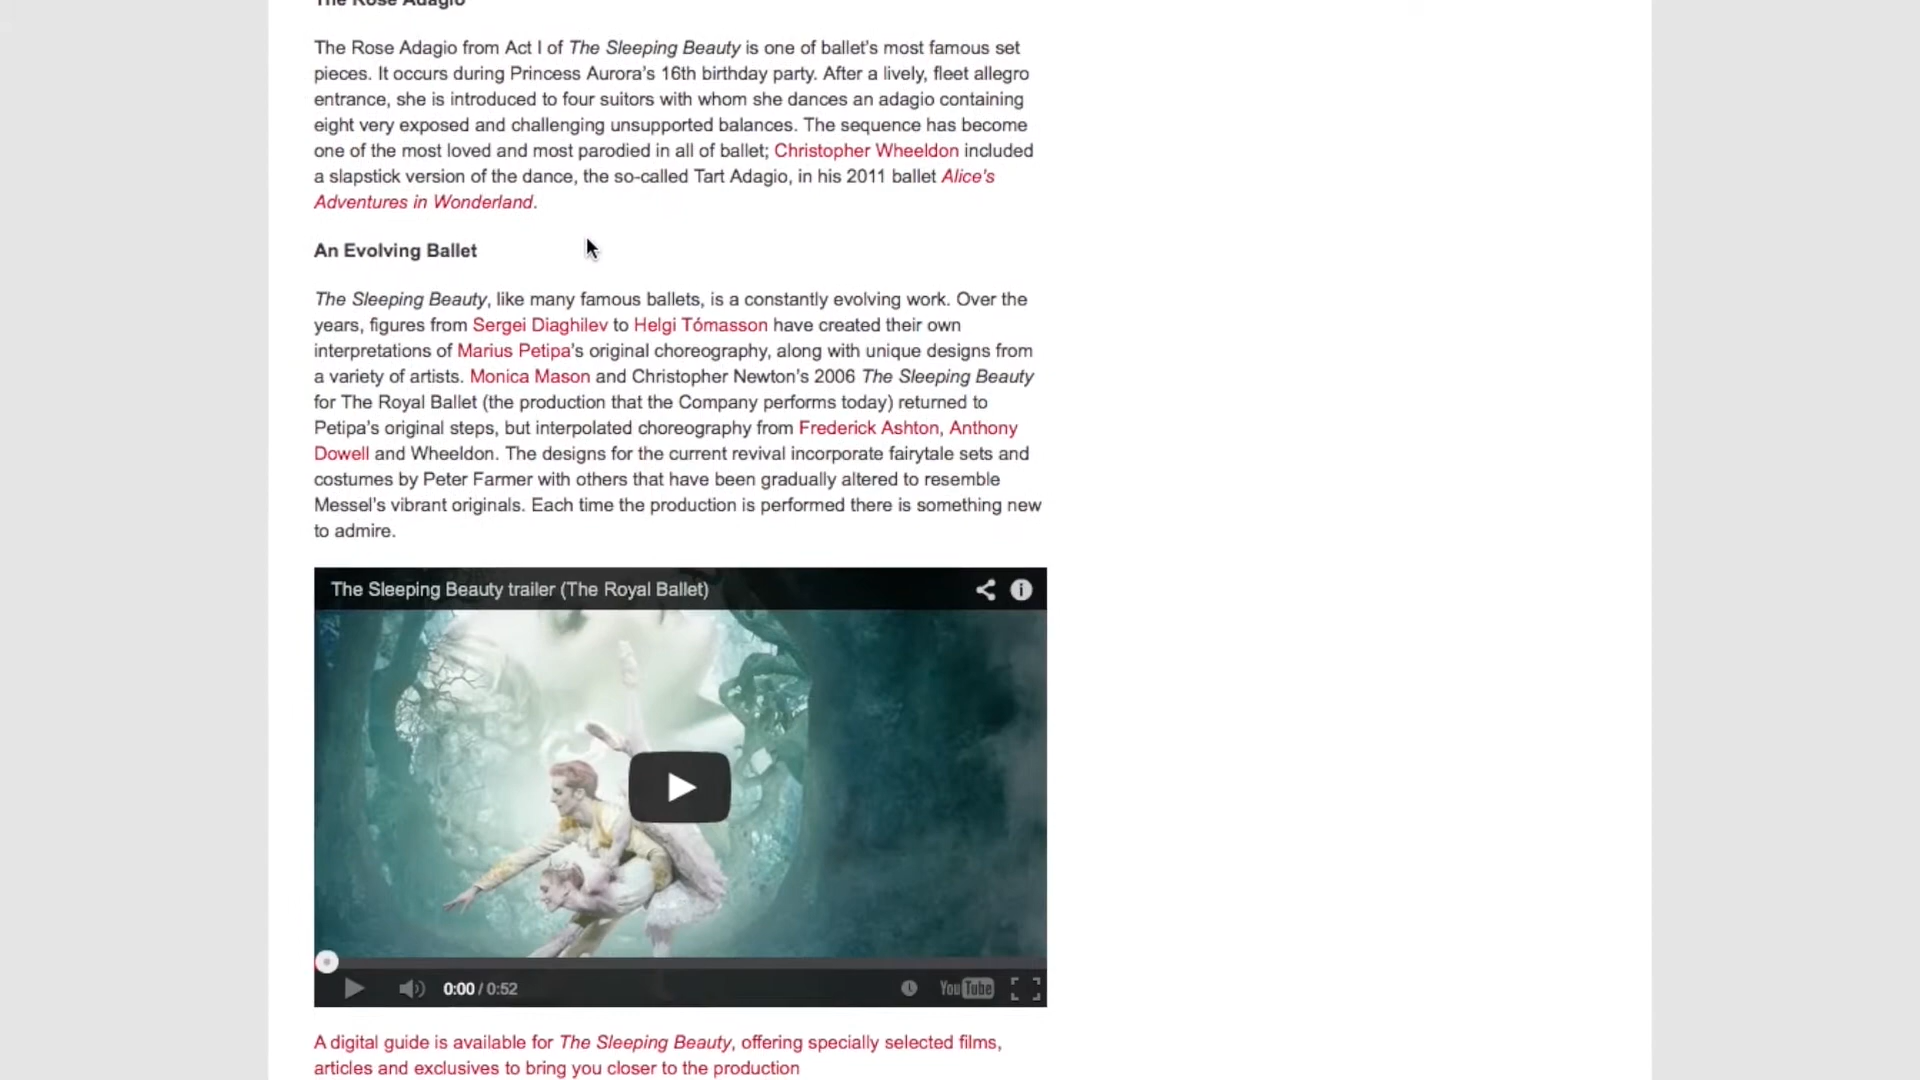 The Rose Adagio
The Rose Adagio from Act I of The Sleeping Beauty is one of ballet's most famous set
pieces. It occurs during Princess Aurora's 16th birthday party. After a lively, fleet allegro
entrance, she is introduced to four suitors with whom she dances an adagio containing
eight very exposed and challenging unsupported balances. The sequence has become
one of the most loved and most parodied in all of ballet; Christopher Wheeldon included
a slapstick version of the dance, the so-called Tart Adagio, in his 2011 ballet Alice's
Adventures in Wonderland.
An Evolving Ballet
The Sleeping Beauty, like many famous ballets, is a constantly evolving work. Over the
years, figures from Sergei Diaghilev to Helgi Tómasson have created their own
interpretations of Marius Petipa's original choreography, along with unique designs from
a variety of artists. Monica Mason and Christopher Newton's 2006 The Sleeping Beauty
for The Royal Ballet (the production that the Company performs today) returned to
Petipa's original steps, but interpolated choreography from Frederick Ashton, Anthony
Dowell and Wheeldon. The designs for the current revival incorporate fairytale sets and
costumes by Peter Farmer with others that have been gradually altered to resemble
Messel's vibrant originals. Each time the production is performed there is something new
to admire.
The Sleeping Beauty trailer (The Royal Ballet)
0:00 / 0:52
YouTube
A digital guide is available for The Sleeping Beauty, offering specially selected films,
articles and exclusives to bring you closer to the production